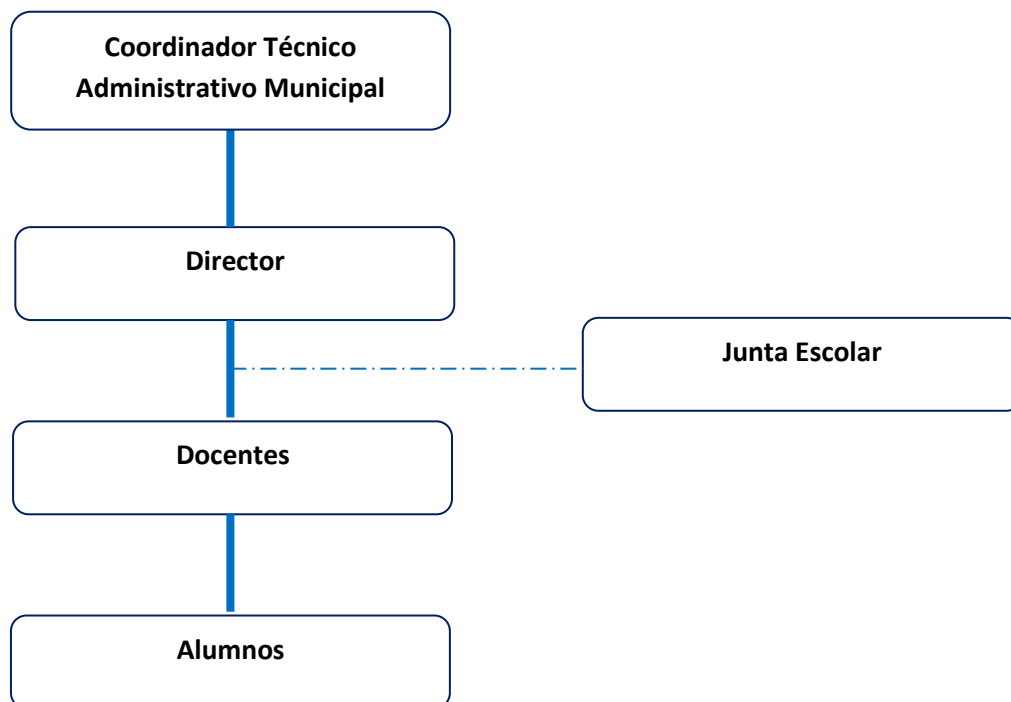 Coordinador Técnico
Administrativo Municipal
Director
Junta Escolar
Docentes
Alumnos